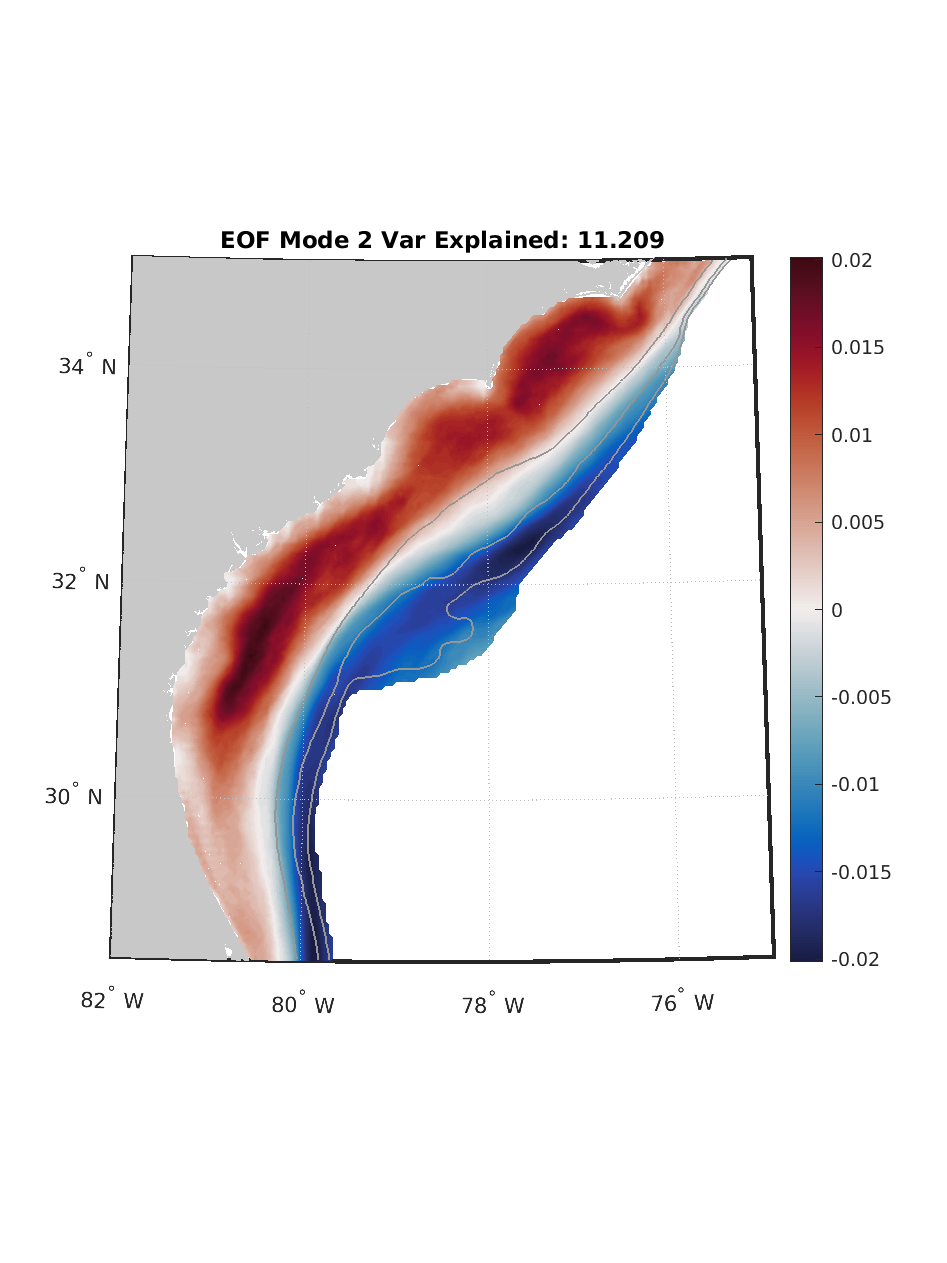 EOF Mode 2 Var Explained: 11.209
34° N
32° N
30° N
82° W
80° W
78° W
76° W
0.02
0.015
0.01
0.005
0
-0.005
-0.01
-0.015
-0.02